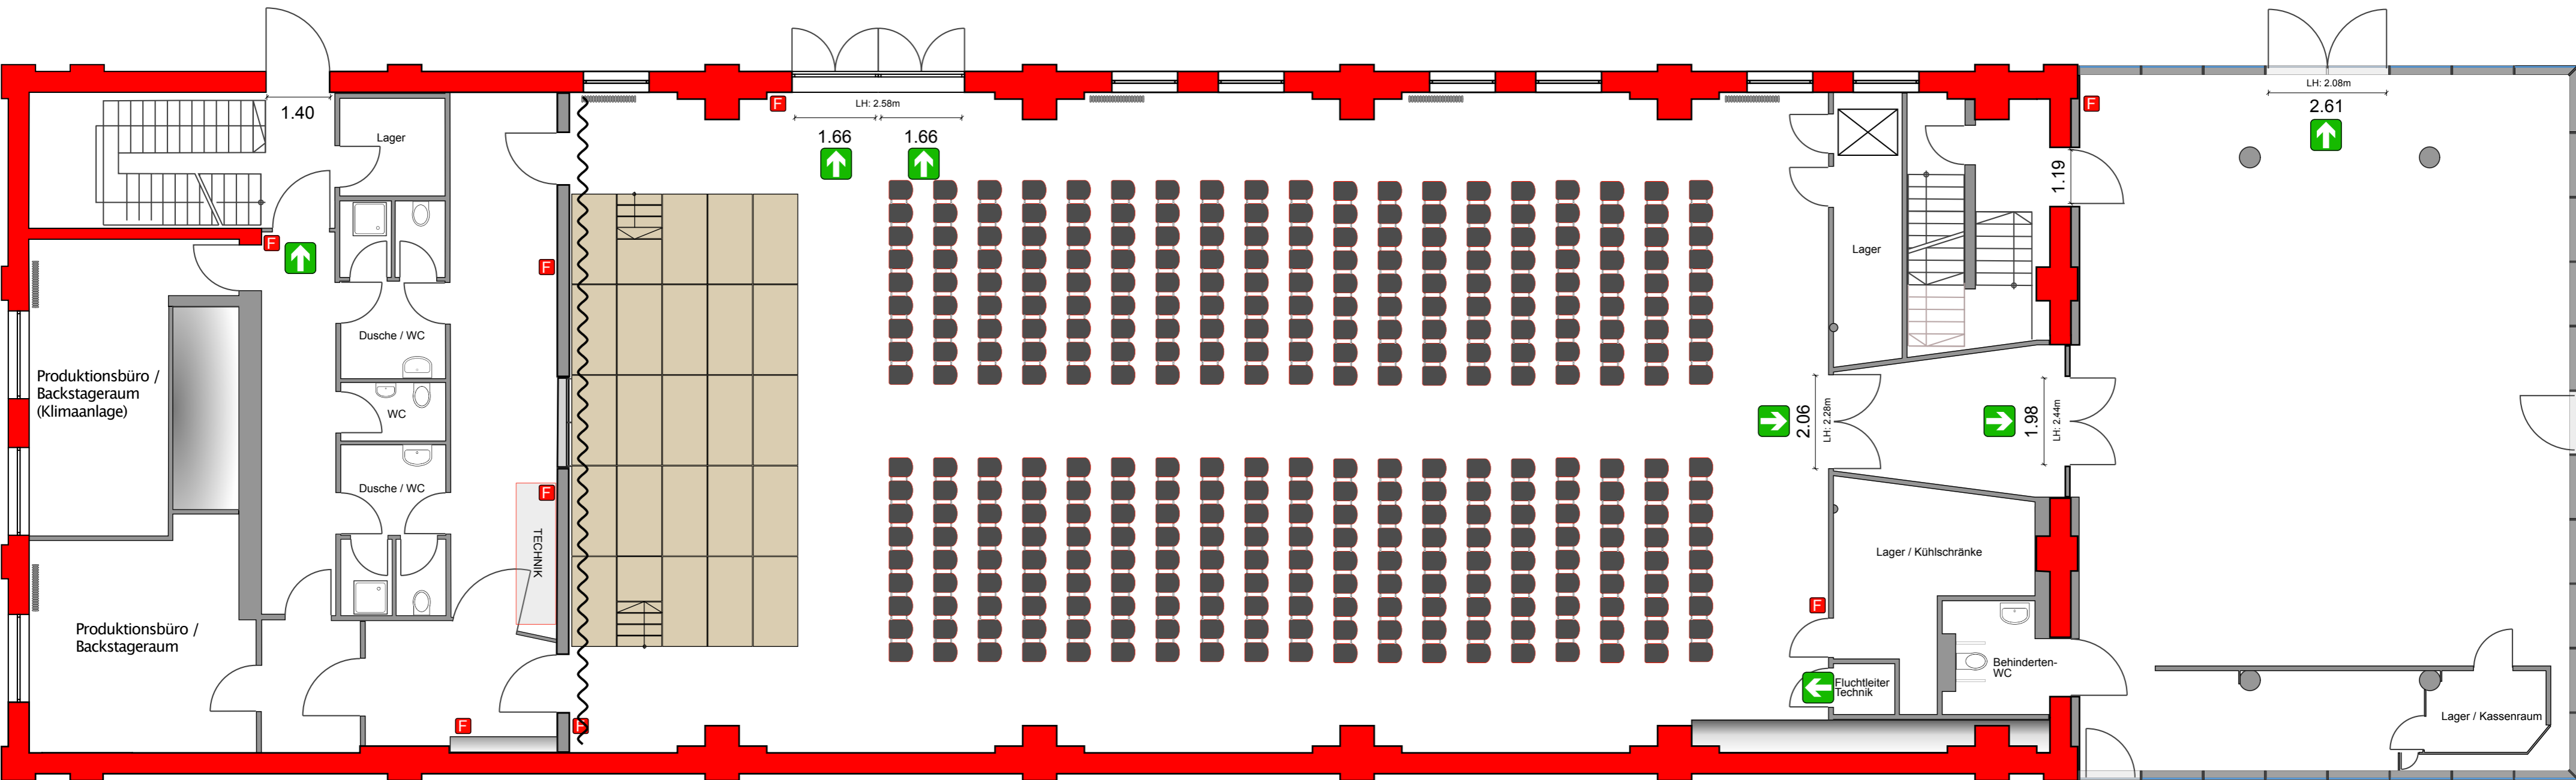 LH: 2.08m
2.61
F
F
LH: 2.58m
1.40
1.66
1.66
Lager
1.19
F
F
Lager
Dusche / WC
Produktionsbüro /
Backstageraum
(Klimaanlage)
WC
2.06
LH: 2.28m
1.98
LH: 2.44m
Dusche / WC
F
TECHNIK
Lager / Kühlschränke
F
Produktionsbüro /
Backstageraum
Behinderten-
WC
Fluchtleiter
Technik
Lager / Kassenraum
F
F